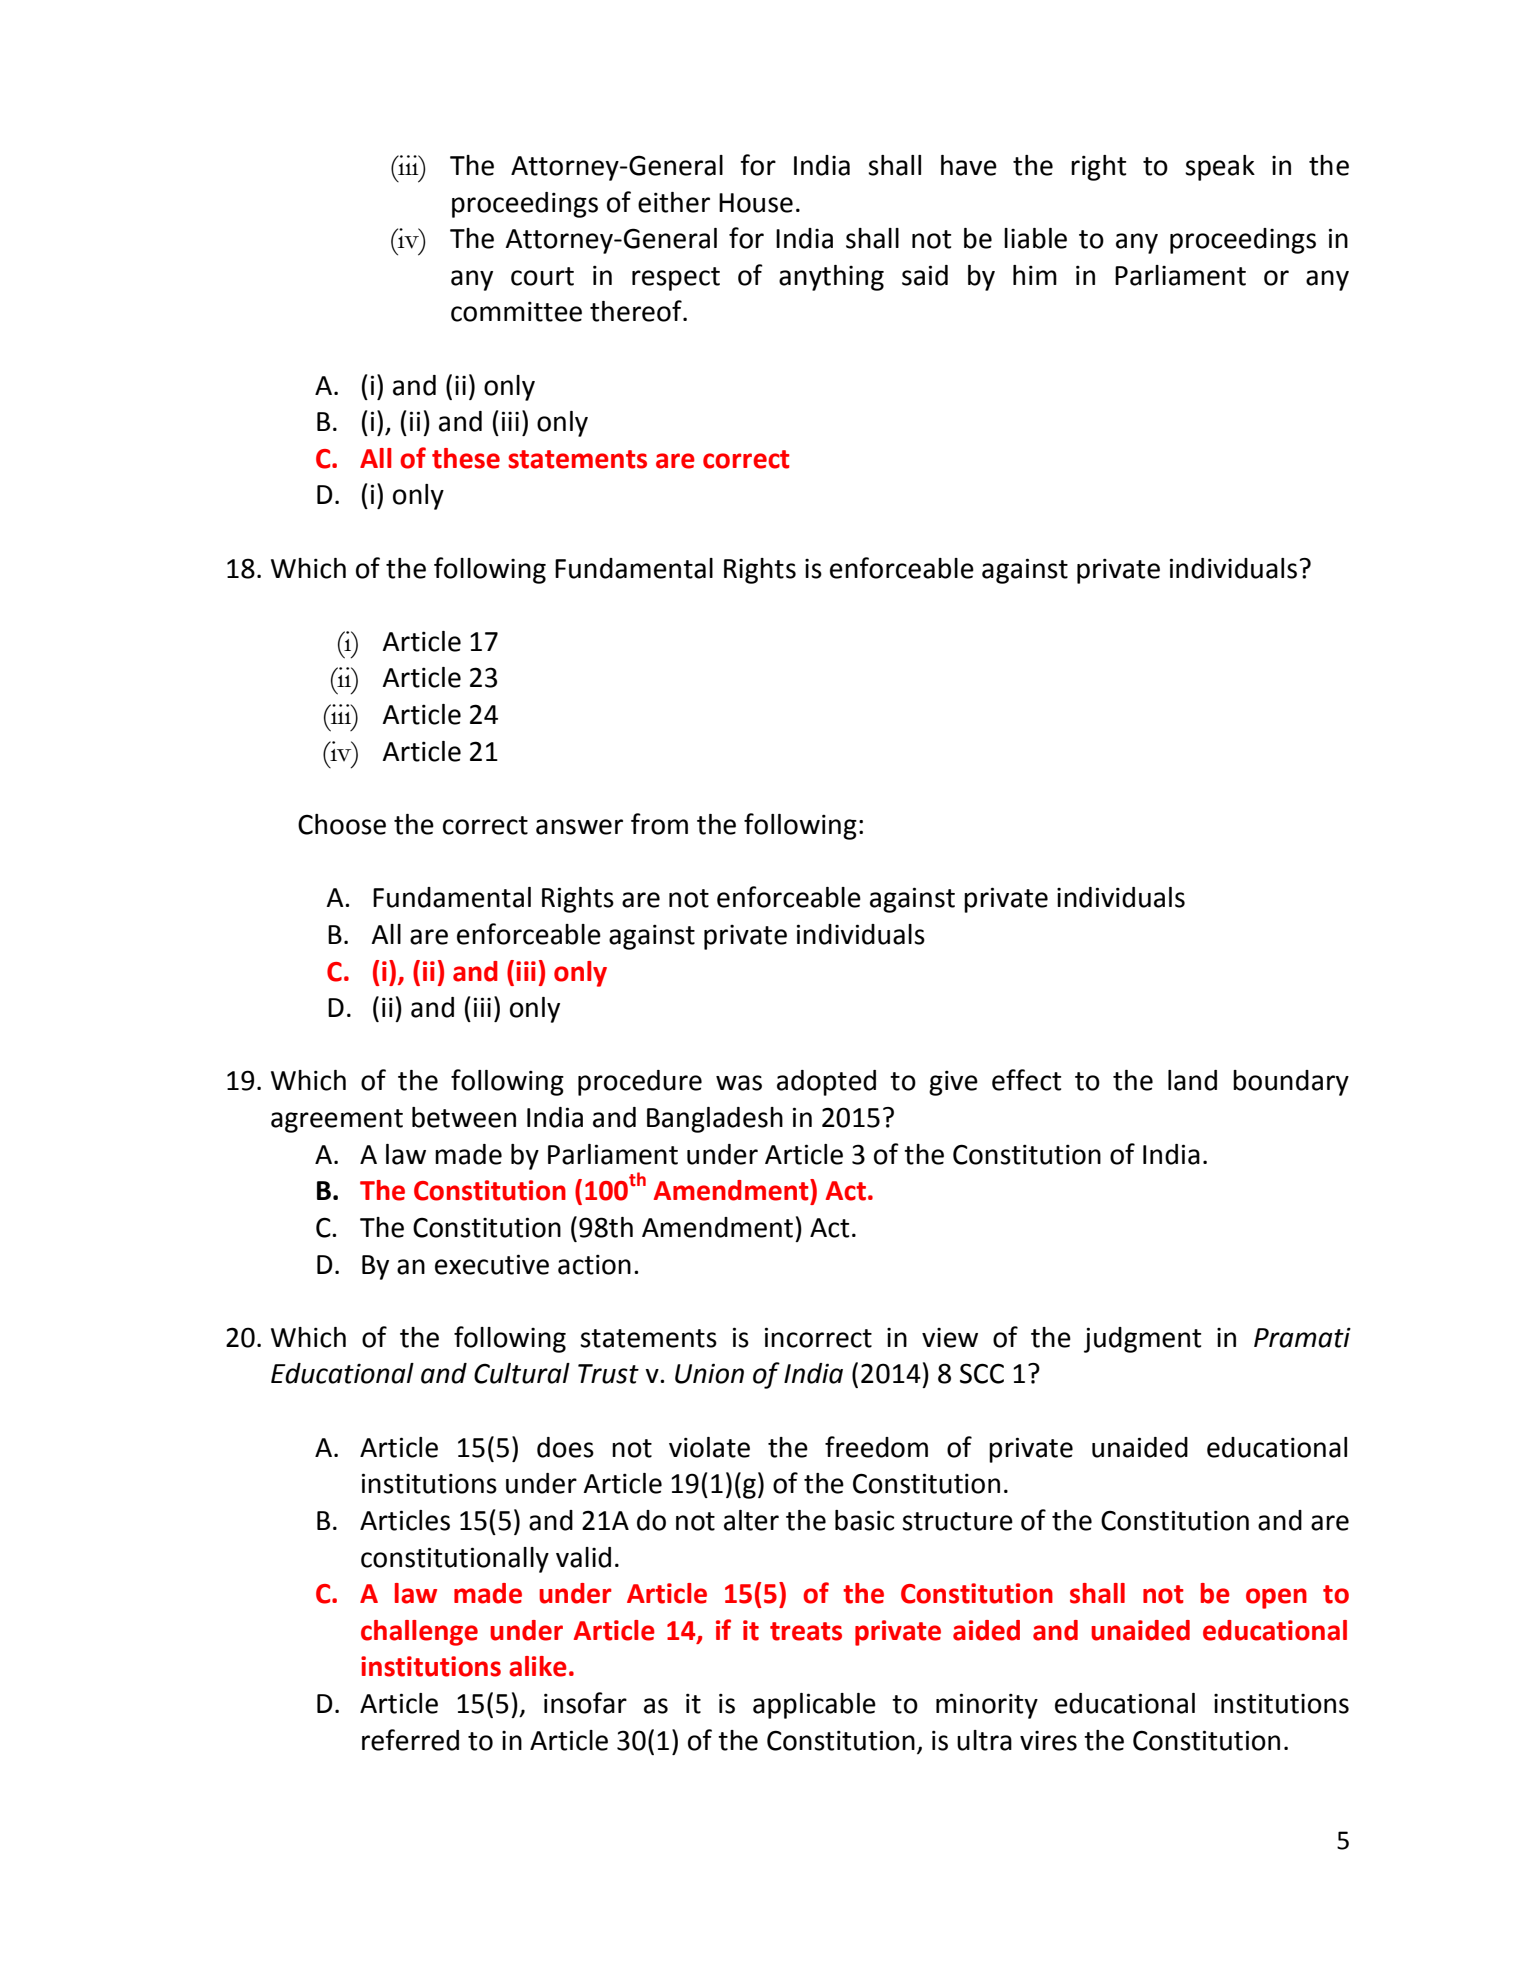 (iii) The Attorney-General for India shall have the right to speak in the
proceedings of either House.
(iv) The Attorney-General for India shall not be liable to any proceedings in
any court in respect of anything said by him in Parliament or any
committee thereof.
A. (i) and (ii) only
B. (i), (ii) and (iii) only
C. All of these statements are correct
D. (i) only
18. Which of the following Fundamental Rights is enforceable against private individuals?
(i) Article 17
(ii) Article 23
(iii) Article 24
(iv) Article 21
Choose the correct answer from the following:
A. Fundamental Rights are not enforceable against private individuals
B. All are enforceable against private individuals
C. (i), (ii) and (iii) only
D. (ii) and (iii) only
19. Which of the following procedure was adopted to give effect to the land boundary
agreement between India and Bangladesh in 2015?
A. A law made by Parliament under Article 3 of the Constitution of India.
B. The Constitution (100th Amendment) Act.
C. The Constitution (98th Amendment) Act.
D. By an executive action.
20. Which of the following statements is incorrect in view of the judgment in Pramati
Educational and Cultural Trust v. Union of India (2014) 8 SCC 1?
A. Article 15(5) does not violate the freedom of private unaided educational
institutions under Article 19(1)(g) of the Constitution.
B. Articles 15(5) and 21A do not alter the basic structure of the Constitution and are
constitutionally valid.
C. A law made under Article 15(5) of the Constitution shall not be open to
challenge under Article 14, if it treats private aided and unaided educational
institutions alike.
D. Article 15(5), insofar as it is applicable to minority educational institutions
referred to in Article 30(1) of the Constitution, is ultra vires the Constitution.
5